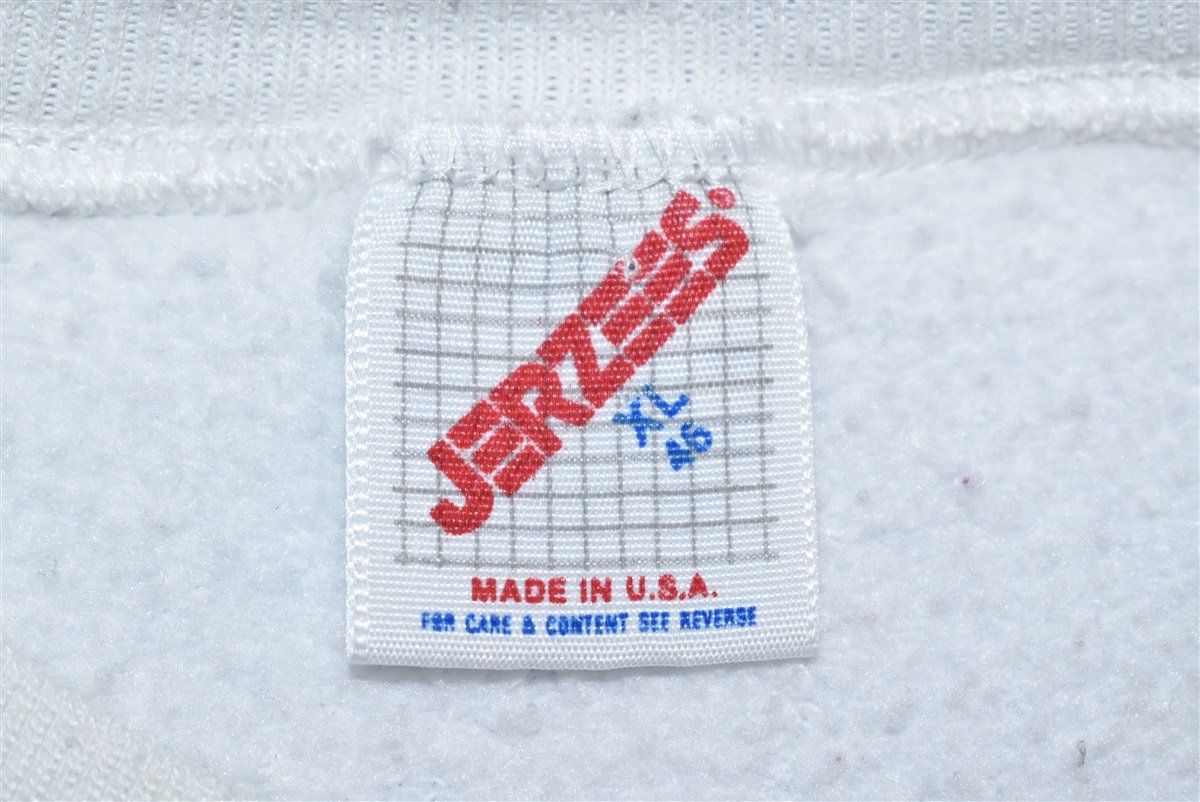 JERZEES.
XL
46
MADE IN U.S.A.
FOR CARE & CONTENT SEE REVERSE